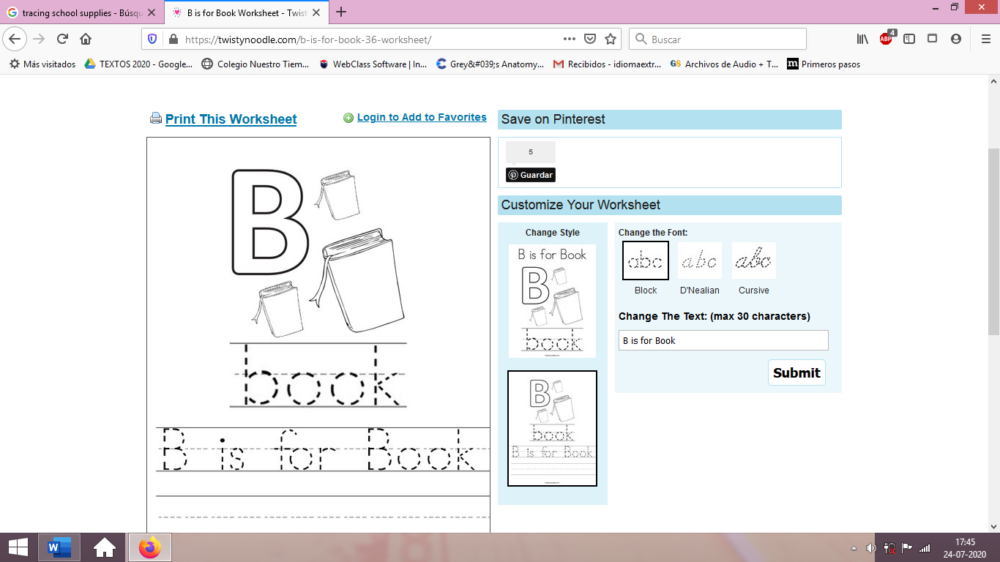 tracing school supplies - Búsqu
B is for Book Worksheet - Twist
https://twistynoodle.com/b-is-for-book-36-worksheet/
Buscar
4
ABP
Más visitados
TEXTOS 2020 - Google...
Colegio Nuestro Tiem...
WebClass Software | In...
Grey&#039;s Anatomy...
Recibidos - idiomaextr...
GS Archivos de Audio + T...
m Primeros pasos
Print This Worksheet
Login to Add to Favorites
Save on Pinterest
5
Guardar
Customize Your Worksheet
B
book
B is for Book
Change Style
B is for Book
B
book
B
book
B is for Book
Change the Font:
abc
abc
abc
Block
D'Nealian
Cursive
Change The Text: (max 30 characters)
B is for Book
Submit
W
17:45
24-07-2020